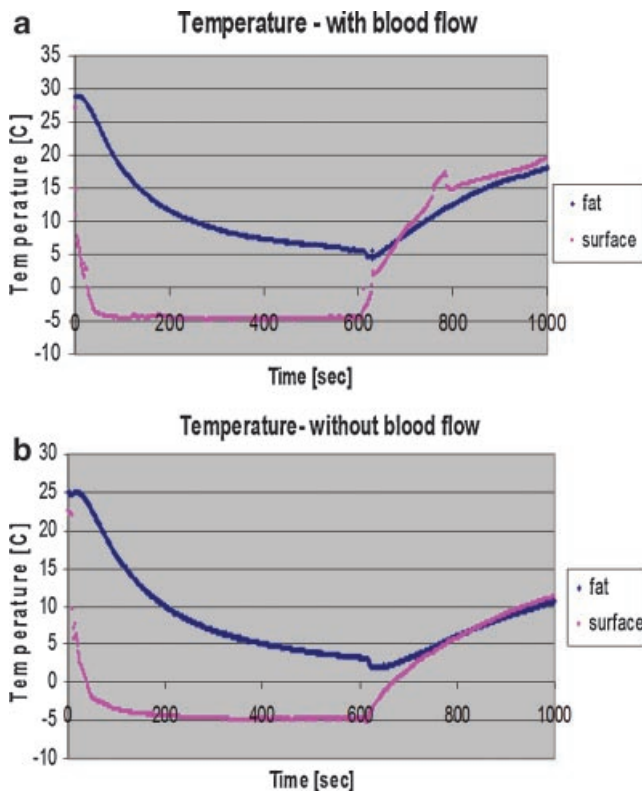 a
Temperature - with blood flow
35
30
25
20
15
10
5
0
-5
-10
Temperature [C]
0 200 400 600 800 1000
Time [sec]
fat
surface
b
Temperature- without blood flow
30
25
20
15
10
5
0
-5
-10
Temperature [C]
0 200 400 600 800 1000
Time [sec]
fat
surface